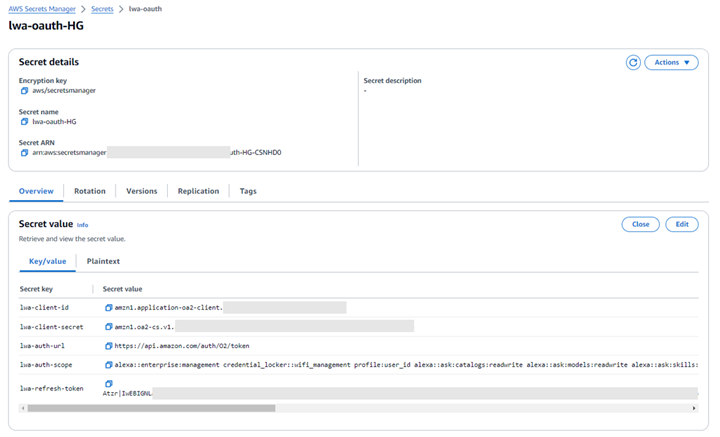 AWS Secrets Manager > Secrets > lwa-oauth
lwa-oauth-HG
Secret details
Actions
Encryption key
aws/secretsmanager
Secret name
lwa-oauth-HG
Secret ARN
arn:aws:secretsmanager uth-HG-CSNHD0
Secret description
-
Overview Rotation Versions Replication Tags
Secret value Info
Close Edit
Retrieve and view the secret value.
Key/value Plaintext
Secret key Secret value
lwa-client-id amzn1.application-oa2-client.
lwa-client-secret amzn1.oa2-cs.v1.
lwa-auth-url https://api.amazon.com/auth/O2/token
lwa-auth-scope alexa::enterprise:management credential_locker::wifi_management profile:user_id alexa::ask:catalogs:readwrite alexa::ask:models:readwrite alexa::ask:skills:
lwa-refresh-token
Atzr|IwEBIGNL